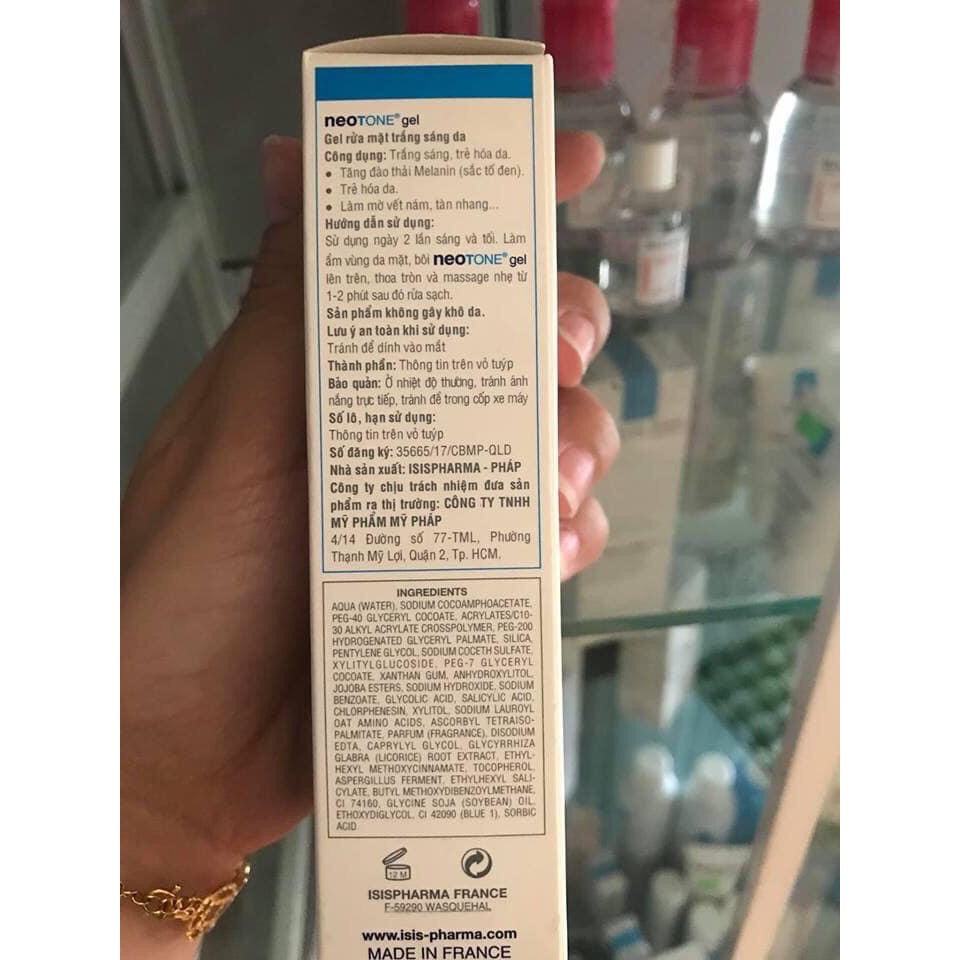 neoTONE® gel
Gel rửa mặt trắng sáng da
Công dụng: Trắng sáng, trẻ hóa da.
• Tăng đào thải Melanin (sắc tố đen).
• Trẻ hóa da.
• Làm mờ vết nám, tàn nhang...
Hướng dẫn sử dụng:
Sử dụng ngày 2 lần sáng và tối. Làm
ẩm vùng da mặt, bôi neoTONE® gel
lên trên, thoa tròn và massage nhẹ từ
1-2 phút sau đó rửa sạch.
Sản phẩm không gây khô da.
Lưu ý an toàn khi sử dụng:
Tránh để dính vào mắt
Thành phần: Thông tin trên vỏ tuýp
Bảo quản: Ở nhiệt độ thường, tránh ánh
nắng trực tiếp, tránh để trong cốp xe máy
Số lô, hạn sử dụng:
Thông tin trên vỏ tuýp
Số đăng ký: 35665/17/CBMP-QLD
Nhà sản xuất: ISISPHARMA - PHÁP
Công ty chịu trách nhiệm đưa sản
phẩm ra thị trường: CÔNG TY TNHH
MỸ PHẨM MỸ PHÁP
4/14 Đường số 77-TML, Phường
Thạnh Mỹ Lợi, Quận 2, Tp. HCM.
INGREDIENTS
AQUA (WATER), SODIUM COCOAMPHOACETATE,
PEG-40 GLYCERYL COCOATE, ACRYLATES/C10-
30 ALKYL ACRYLATE CROSSPOLYMER, PEG-200
HYDROGENATED GLYCERYL PALMATE, SILICA,
PENTYLENE GLYCOL, SODIUM COCETH SULFATE,
XYLITYLGLUCOSIDE, PEG-7 GLYCERYL
COCOATE, XANTHAN GUM, ANHYDROXYLITOL,
JOJOBA ESTERS, SODIUM HYDROXIDE, SODIUM
BENZOATE, GLYCOLIC ACID, SALICYLIC ACID,
CHLORPHENESIN, XYLITOL, SODIUM LAUROYL
OAT AMINO ACIDS, ASCORBYL TETRAISO-
PALMITATE, PARFUM (FRAGRANCE), DISODIUM
EDTA, CAPRYLYL GLYCOL, GLYCYRRHIZA
GLABRA (LICORICE) ROOT EXTRACT, ETHYL-
HEXYL METHOXYCINNAMATE, TOCOPHEROL,
ASPERGILLUS FERMENT, ETHYLHEXYL SALI-
CYLATE, BUTYL METHOXYDIBENZOYLMETHANE,
CI 74160, GLYCINE SOJA (SOYBEAN) OIL,
ETHOXYDIGLYCOL, CI 42090 (BLUE 1), SORBIC
ACID
12 M
ISISPHARMA FRANCE
F-59290 WASQUEHAL
www.isis-pharma.com
MADE IN FRANCE